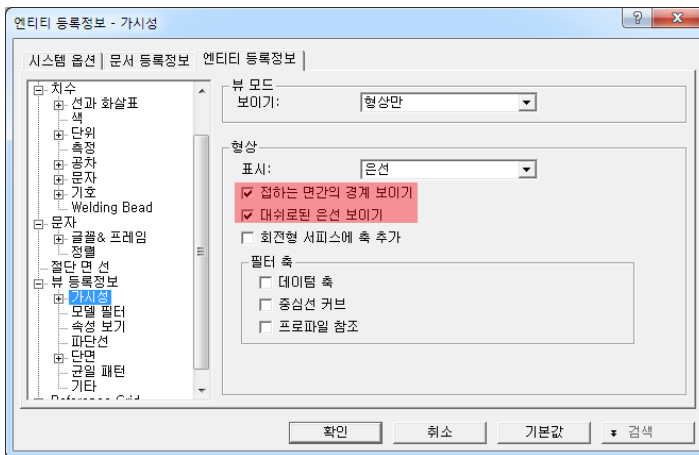 엔티티 등록정보 - 가시성
시스템 옵션 문서 등록정보 엔티티 등록정보
치수
선과 화살표
색
단위
측정
공차
문자
기호
Welding Bead
문자
글꼴& 프레임
정렬
절단 면 선
뷰 등록정보
가시성
모델 필터
속성 보기
파단선
단면
균일 패턴
기타
Reference Grid
뷰 모드
보이기: 형상만
형상
표시: 은선
접하는 면간의 경계 보이기
대쉬로된 은선 보이기
회전형 서피스에 축 추가
필터 축
데이텀 축
중심선 커브
프로파일 참조
확인 취소 기본값 검색